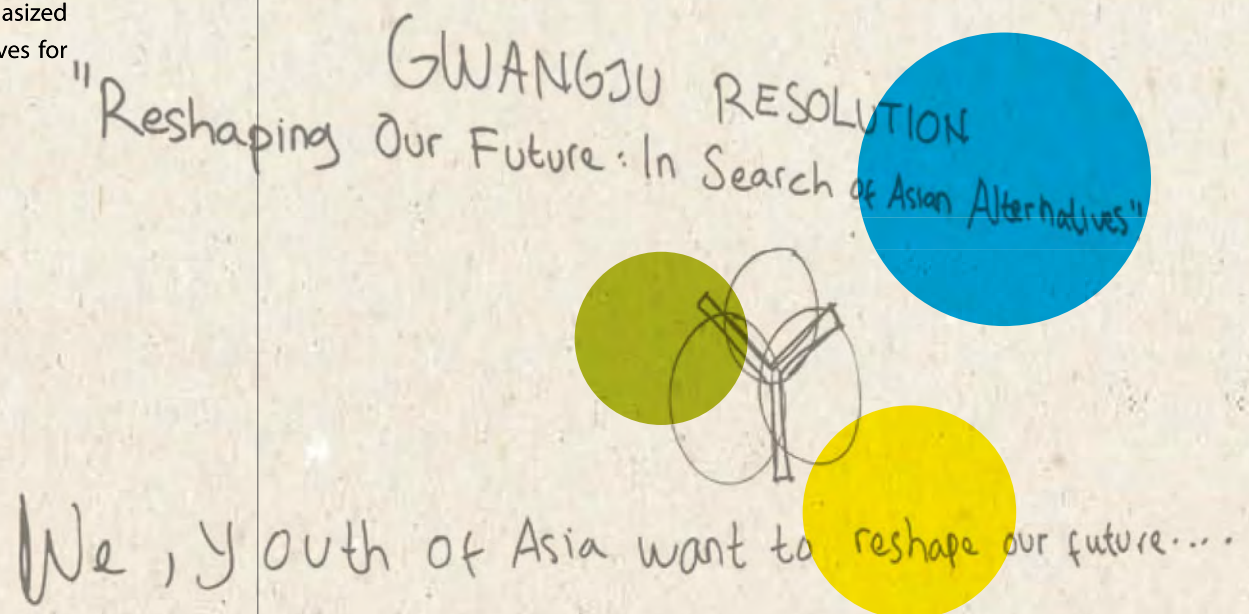 asized
ves for
GWANGJU RESOLUTION
"Reshaping Our Future: In Search of Asian Alternatives"
We, youth of Asia want to reshape our future....